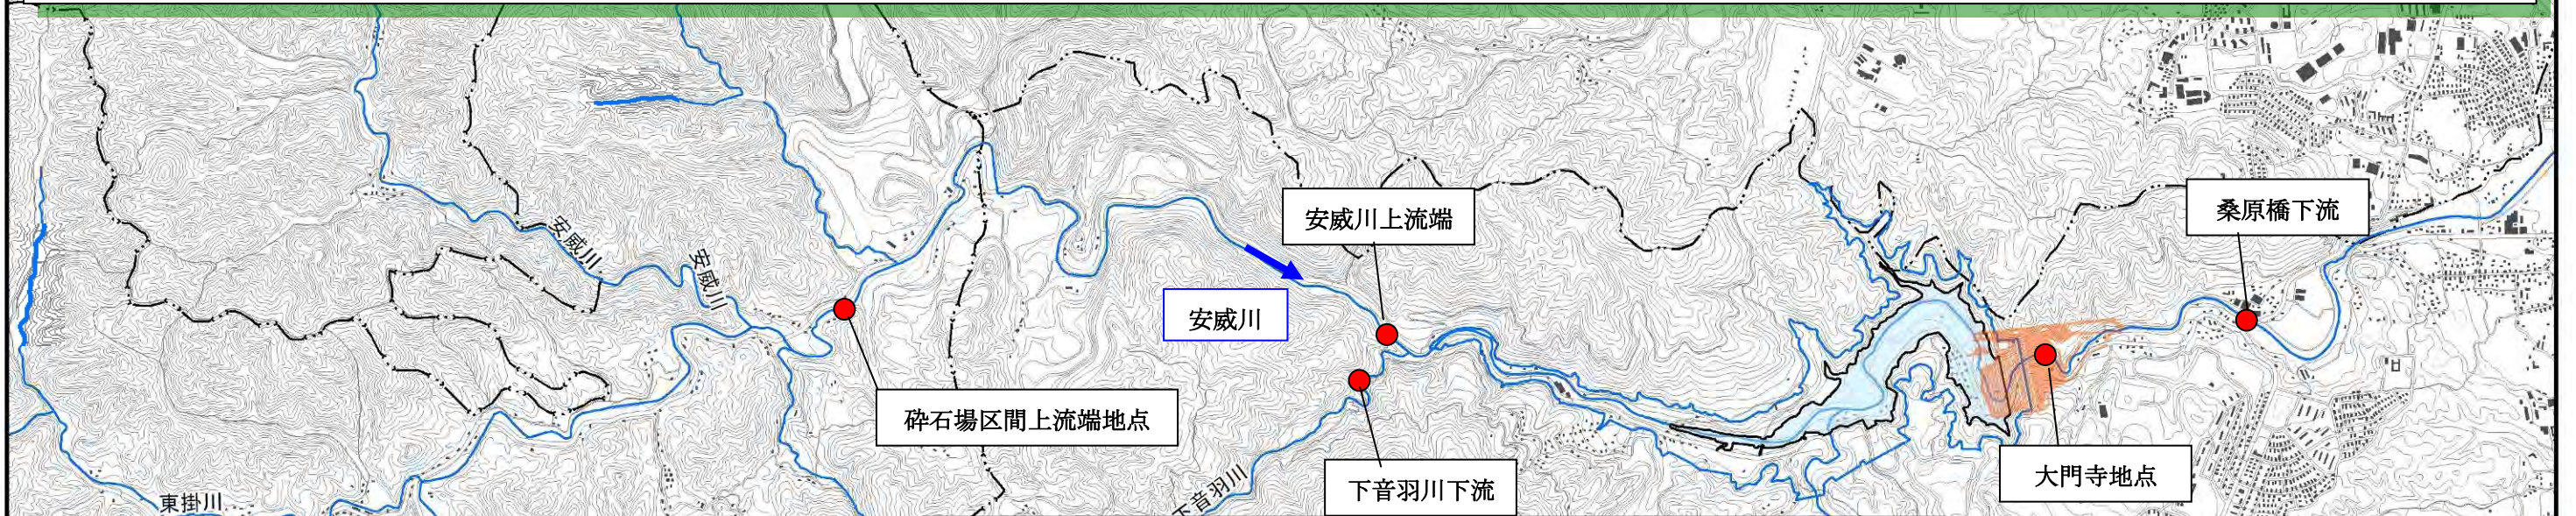 安威川上流端
桑原橋下流
安威川
安威川
安威川
砕石場区間上流端地点
下音羽川下流
大門寺地点
下音羽川
東掛川